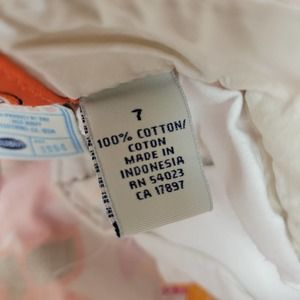 7
100% COTTON/
COTON
MADE IN
INDONESIA
RN 54023
CA 17897